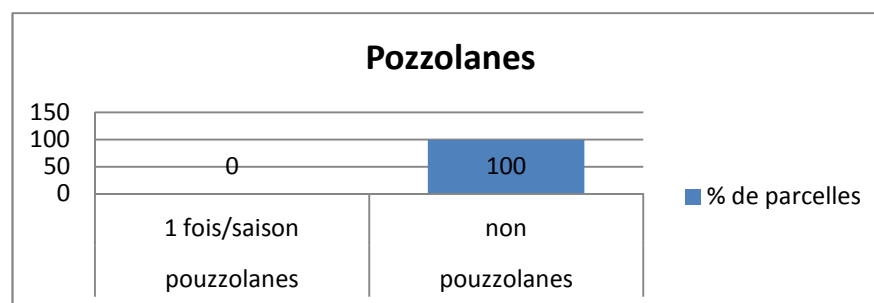 Pozzolanes
150
100
50
0
0
100
% de parcelles
1 fois/saison
non
pouzzolanes
pouzzolanes